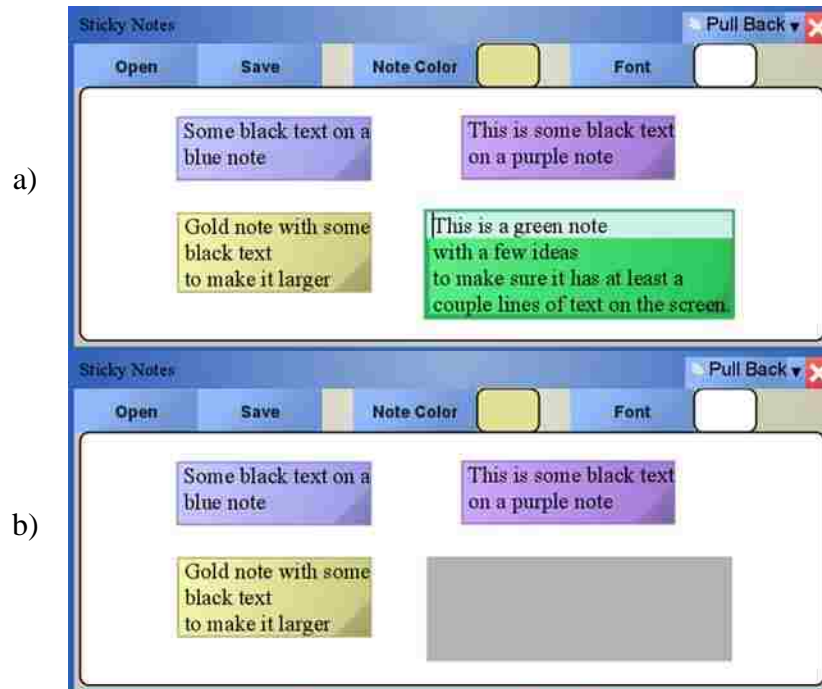 a)
Sticky Notes
Pull Back
Open Save Note Color Font
Some black text on a
blue note
This is some black text
on a purple note
Gold note with some
black text
to make it larger
This is a green note
with a few ideas
to make sure it has at least a
couple lines of text on the screen.
b)
Sticky Notes
Pull Back
Open Save Note Color Font
Some black text on a
blue note
This is some black text
on a purple note
Gold note with some
black text
to make it larger